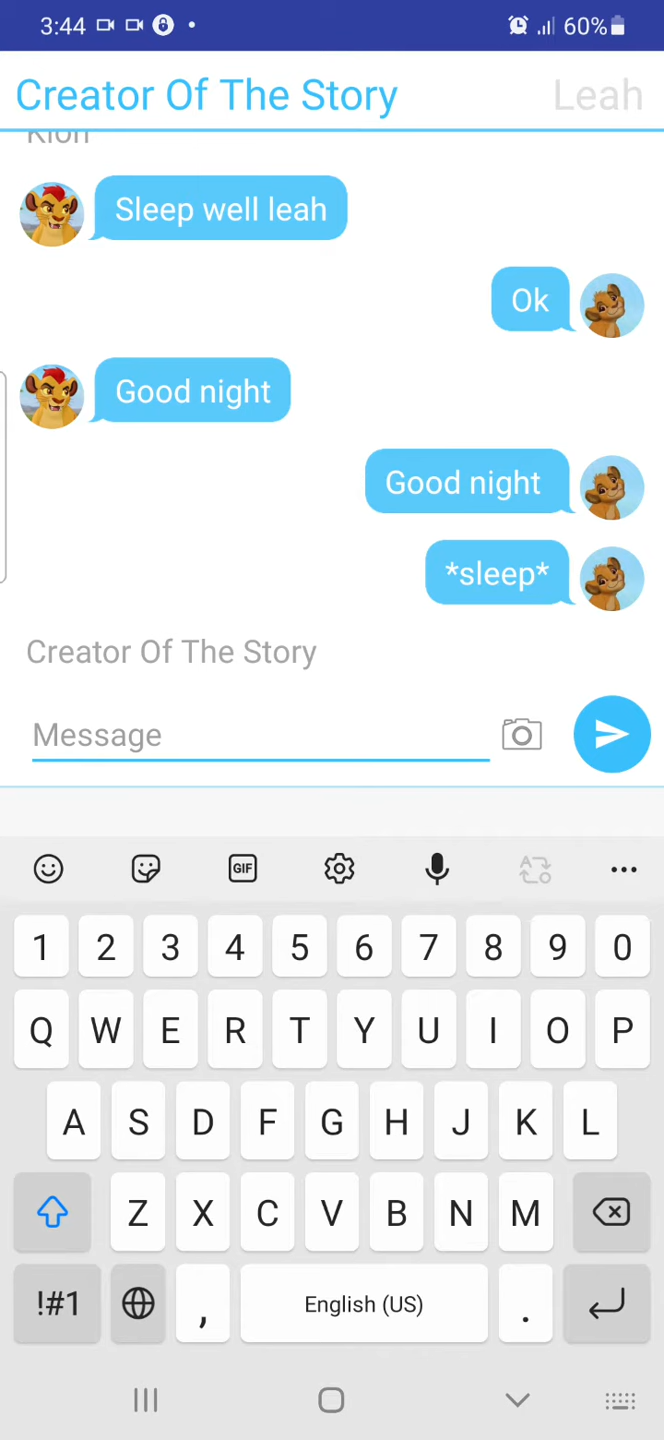 3:44 60%
Creator Of The Story Leah
Kion
Sleep well leah
Ok
Good night
Good night
*sleep*
Creator Of The Story
Message
GIF
1 2 3 4 5 6 7 8 9 0
Q W E R T Y U I O P
A S D F G H J K L
Z X C V B N M
!#1 , English (US) .